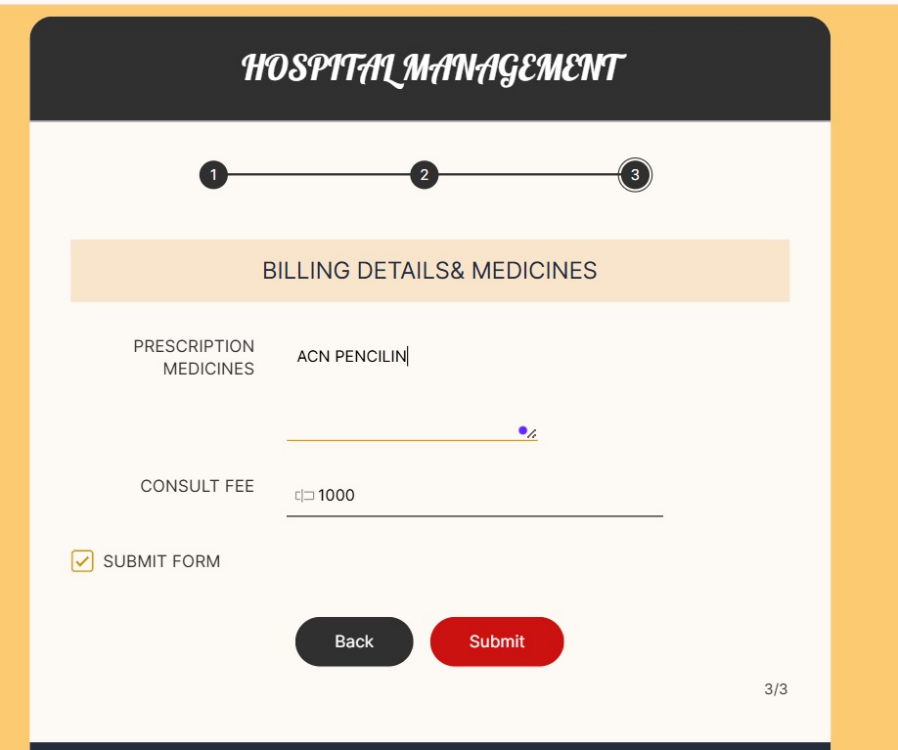 HOSPITAL MANAGEMENT
1 2 3
BILLING DETAILS& MEDICINES
PRESCRIPTION
MEDICINES
ACN PENCILIN
CONSULT FEE
1000
SUBMIT FORM
Back Submit
3/3